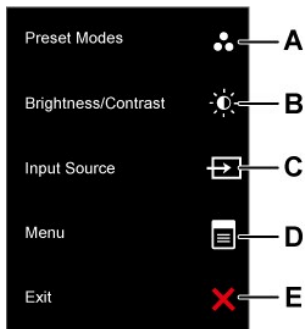 Preset Modes A
Brightness/Contrast B
Input Source C
Menu D
Exit E